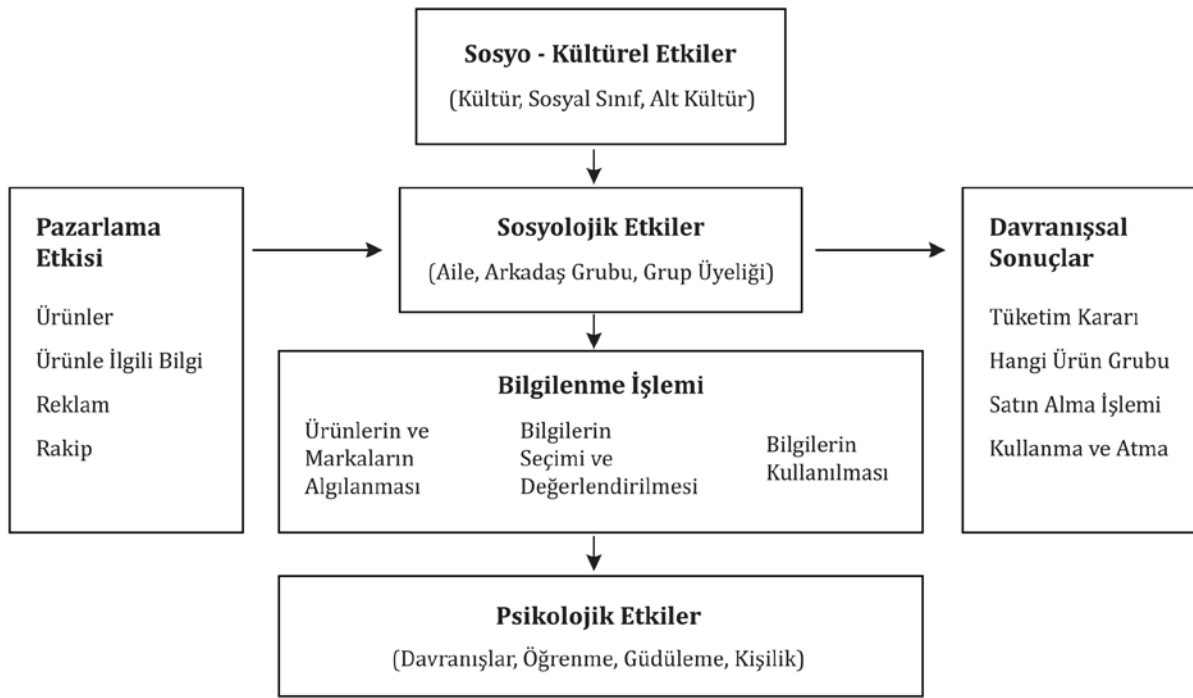 Sosyo - Kültürel Etkiler
(Kültür, Sosyal Sınıf, Alt Kültür)
Pazarlama
Etkisi
Ürünler
Ürünle İlgili Bilgi
Reklam
Rakip
Sosyolojik Etkiler
(Aile, Arkadaş Grubu, Grup Üyeliği)
Davranışsal
Sonuçlar
Tüketim Kararı
Hangi Ürün Grubu
Satın Alma İşlemi
Kullanma ve Atma
Bilgilenme İşlemi
Ürünlerin ve
Markaların
Algılanması
Bilgilerin
Seçimi ve
Değerlendirilmesi
Bilgilerin
Kullanılması
Psikolojik Etkiler
(Davranışlar, Öğrenme, Güdüleme, Kişilik)